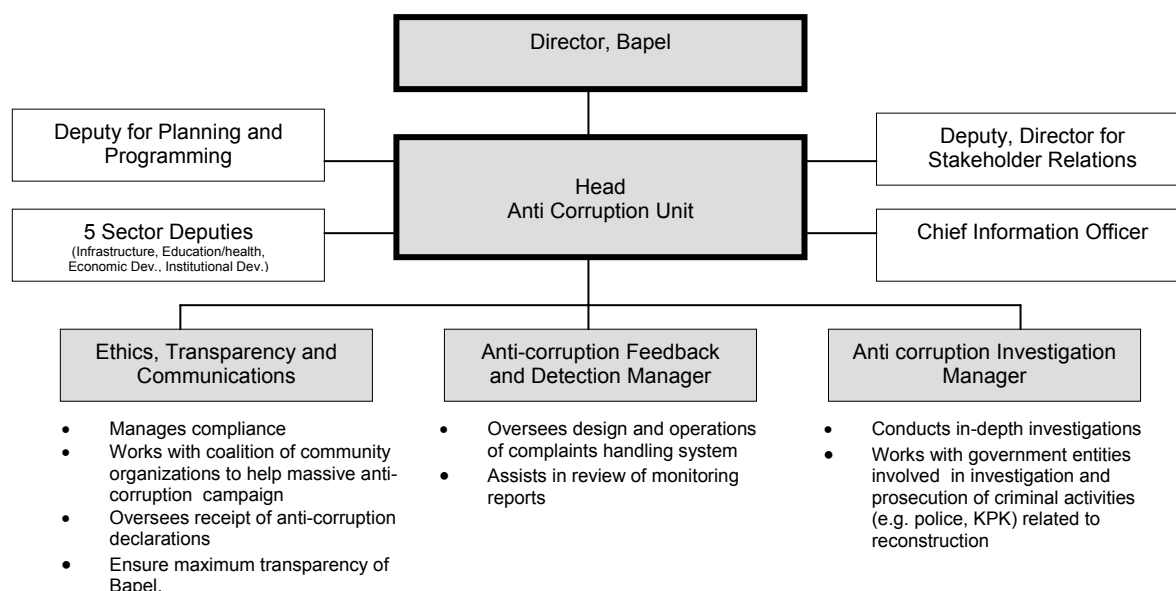 Director, Bapel
Deputy for Planning and
Programming
Deputy, Director for
Stakeholder Relations
Head
Anti Corruption Unit
5 Sector Deputies
(Infrastructure, Education/health,
Economic Dev., Institutional Dev.)
Chief Information Officer
Ethics, Transparency and
Communications
• Manages compliance
• Works with coalition of community
organizations to help massive anti-
corruption campaign
• Oversees receipt of anti-corruption
declarations
• Ensure maximum transparency of
Bapel.
Anti-corruption Feedback
and Detection Manager
• Oversees design and operations
of complaints handling system
• Assists in review of monitoring
reports
Anti corruption Investigation
Manager
• Conducts in-depth investigations
• Works with government entities
involved in investigation and
prosecution of criminal activities
(e.g. police, KPK) related to
reconstruction